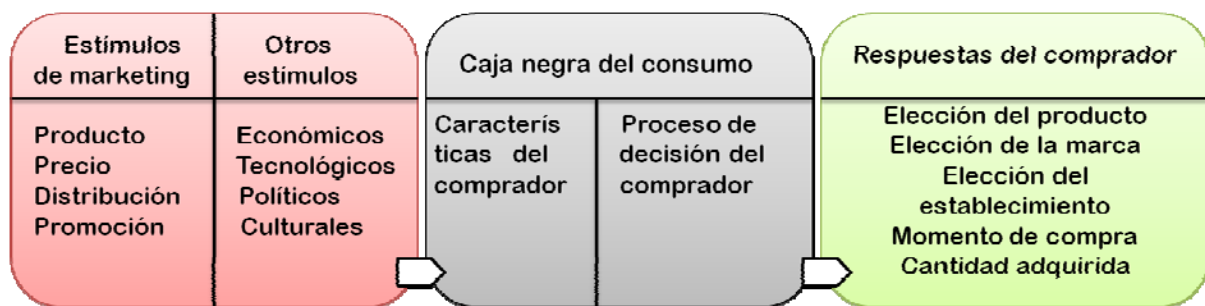 Estímulos
de marketing
Otros
estímulos
Producto
Precio
Distribución
Promoción
Económicos
Tecnológicos
Políticos
Culturales
Caja negra del consumo
Caracterís
ticas del
comprador
Proceso de
decisión del
comprador
Respuestas del comprador
Elección del producto
Elección de la marca
Elección del
establecimiento
Momento de compra
Cantidad adquirida